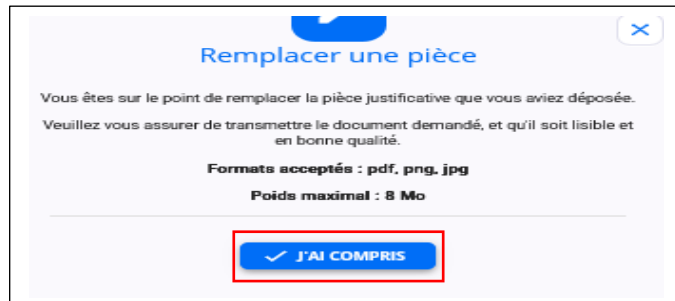 Remplacer une pièce
Vous êtes sur le point de remplacer la pièce justificative que vous aviez déposée.
Veuillez vous assurer de transmettre le document demandé, et qu'il soit lisible et
en bonne qualité.
Formats acceptés : pdf, png, jpg
Poids maximal : 8 Mo
J'AI COMPRIS